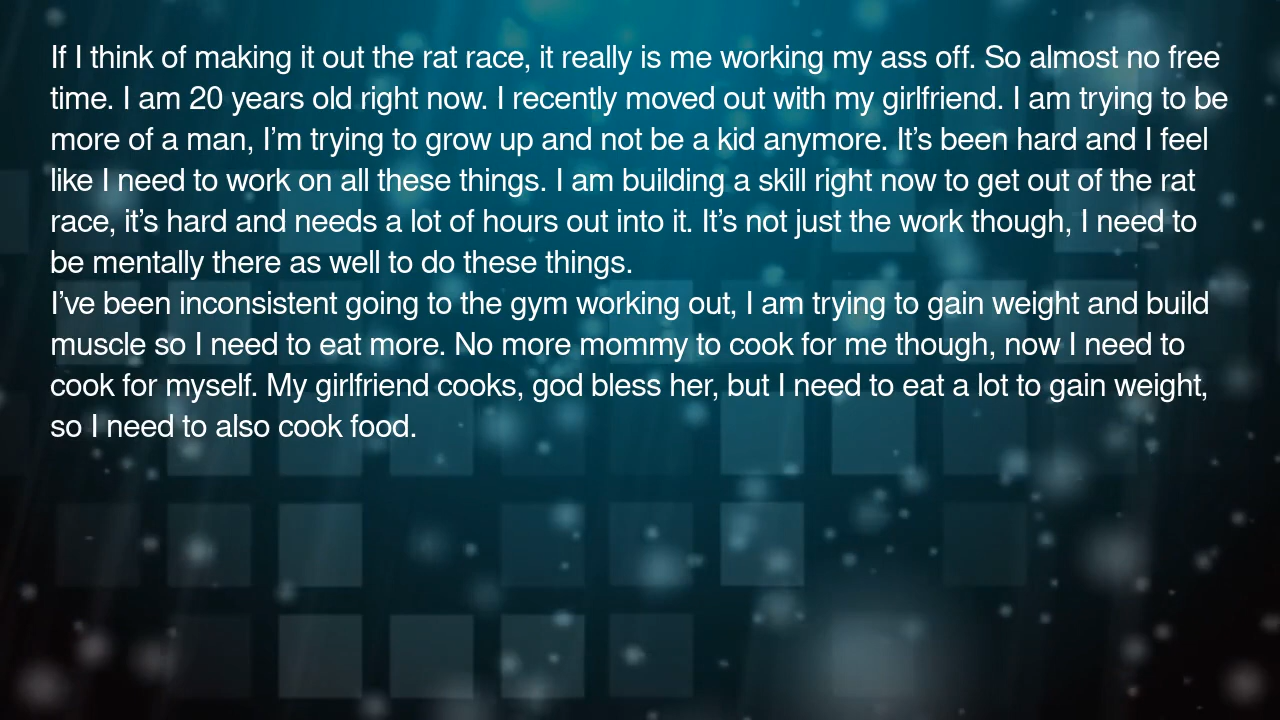 If I think of making it out the rat race, it really is me working my ass off. So almost no free
time. I am 20 years old right now. I recently moved out with my girlfriend. I am trying to be
more of a man, I’m trying to grow up and not be a kid anymore. It’s been hard and I feel
like I need to work on all these things. I am building a skill right now to get out of the rat
race, it’s hard and needs a lot of hours out into it. It’s not just the work though, I need to
be mentally there as well to do these things.
I’ve been inconsistent going to the gym working out, I am trying to gain weight and build
muscle so I need to eat more. No more mommy to cook for me though, now I need to
cook for myself. My girlfriend cooks, god bless her, but I need to eat a lot to gain weight,
so I need to also cook food.